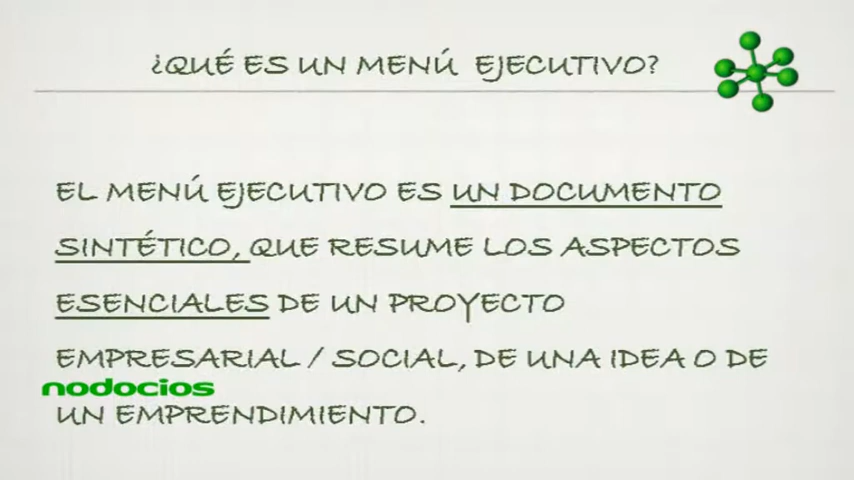 ¿QUÉ ES UN MENÚ EJECUTIVO?
EL MENÚ EJECUTIVO ES UN DOCUMENTO
SINTÉTICO, QUE RESUME LOS ASPECTOS
ESENCIALES DE UN PROYECTO
EMPRESARIAL / SOCIAL, DE UNA IDEA O DE
nodocios
UN EMPRENDIMIENTO.